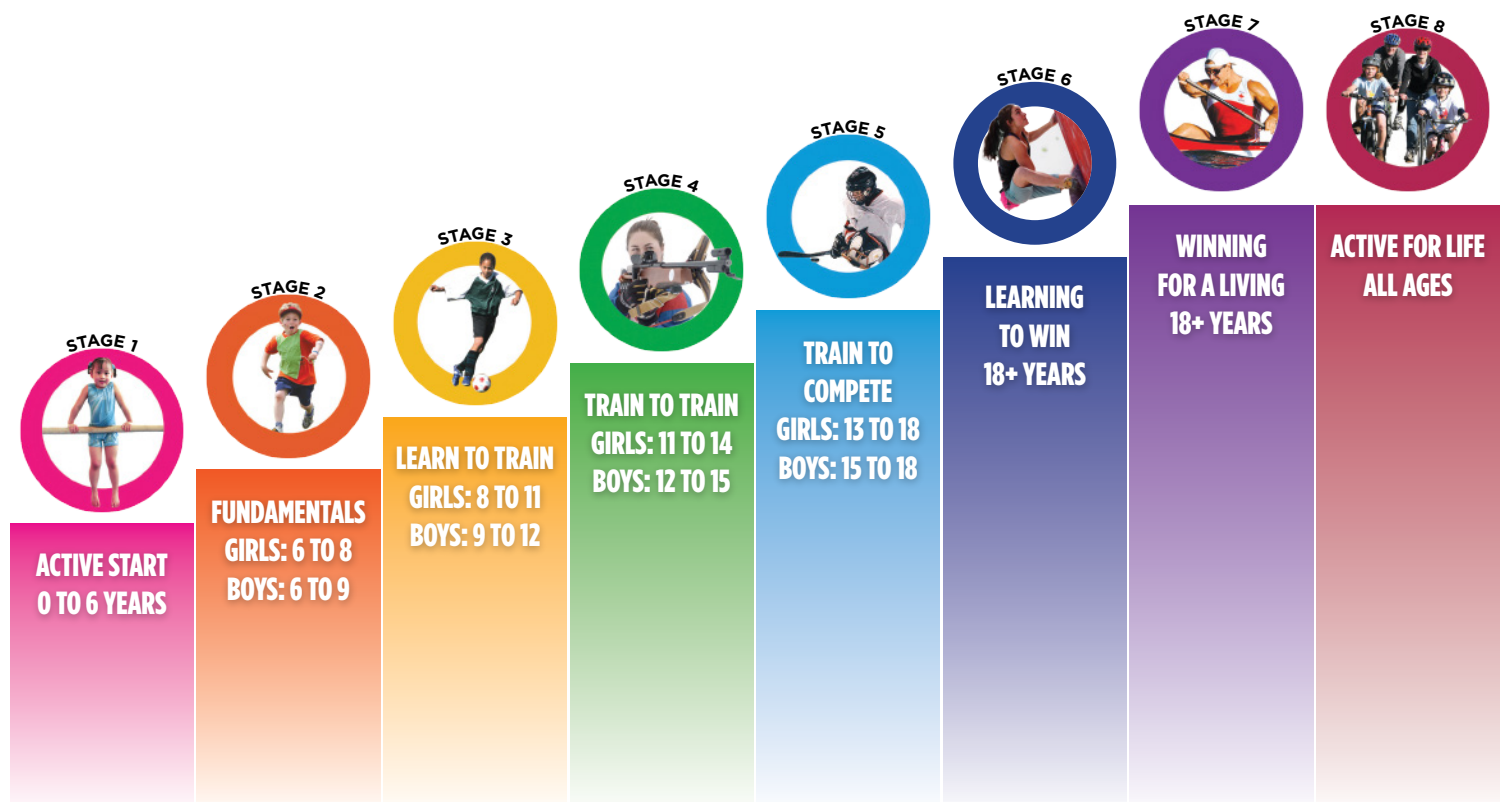 STAGE 1
ACTIVE START
0 TO 6 YEARS
STAGE 2
FUNDAMENTALS
GIRLS: 6 TO 8
BOYS: 6 TO 9
STAGE 3
LEARN TO TRAIN
GIRLS: 8 TO 11
BOYS: 9 TO 12
STAGE 4
TRAIN TO TRAIN
GIRLS: 11 TO 14
BOYS: 12 TO 15
STAGE 5
TRAIN TO
COMPETE
GIRLS: 13 TO 18
BOYS: 15 TO 18
STAGE 6
LEARNING
TO WIN
18+ YEARS
STAGE 7
WINNING
FOR A LIVING
18+ YEARS
STAGE 8
ACTIVE FOR LIFE
ALL AGES